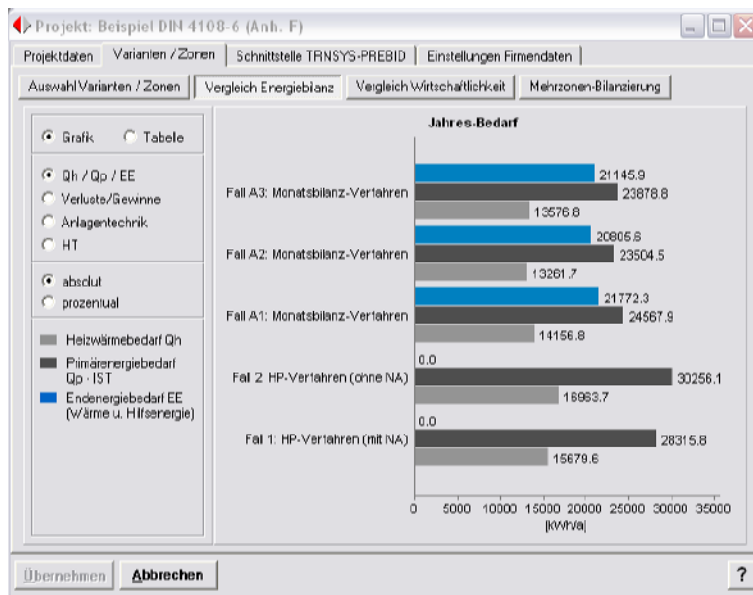 Projekt: Beispiel DIN 4108-6 (Anh. F)
Projektdaten
Varianten / Zonen
Schnittstelle TRNSYS-PREBID
Einstellungen Firmendaten
Auswahl Varianten / Zonen
Vergleich Energiebilanz
Vergleich Wirtschaftlichkeit
Mehrzonen-Bilanzierung
Grafik
Tabelle
Qh / Qp / EE
Verluste/Gewinne
Anlagentechnik
HT
absolut
prozentual
Heizwärmebedarf Qh
Primärenergiebedarf
Qp - IST
Endenergiebedarf EE
(Wärme u. Hilfsenergie)
Jahres-Bedarf
Fall A3: Monatsbilanz-Verfahren
21145.9
23878.8
13576.8
Fall A2: Monatsbilanz-Verfahren
20805.6
23504.5
13261.7
Fall A1: Monatsbilanz-Verfahren
21772.3
24567.9
14156.8
Fall 2: HP-Verfahren (ohne NA)
0.0
30256.1
16963.7
Fall 1: HP-Verfahren (mit NA)
0.0
28315.8
15679.6
0 5000 10000 15000 20000 25000 30000 35000
[kWh/a]
Übernehmen
Abbrechen
?